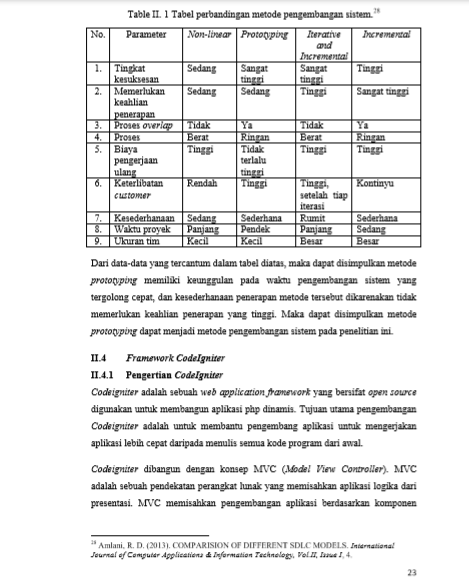 Table II. 1 Tabel perbandingan metode pengembangan sistem.28
No. Parameter Non-linear Prototyping Iterative and Incremental Incremental
1. Tingkat kesuksesan Sedang Sangat tinggi Sangat tinggi Tinggi
2. Memerlukan keahlian penerapan Sedang Sedang Tinggi Sangat tinggi
3. Proses overlap Tidak Ya Tidak Ya
4. Proses Berat Ringan Berat Ringan
5. Biaya pengerjaan ulang Tinggi Tidak terlalu tinggi Tinggi Tinggi
6. Keterlibatan customer Rendah Tinggi Tinggi, setelah tiap iterasi Kontinyu
7. Kesederhanaan Sedang Sederhana Rumit Sederhana
8. Waktu proyek Panjang Pendek Panjang Sedang
9. Ukuran tim Kecil Kecil Besar Besar
Dari data-data yang tercantum dalam tabel diatas, maka dapat disimpulkan metode
prototyping memiliki keunggulan pada waktu pengembangan sistem yang
tergolong cepat, dan kesederhanaan penerapan metode tersebut dikarenakan tidak
memerlukan keahlian penerapan yang tinggi. Maka dapat disimpulkan metode
prototyping dapat menjadi metode pengembangan sistem pada penelitian ini.
II.4 Framework CodeIgniter
II.4.1 Pengertian CodeIgniter
Codeigniter adalah sebuah web application framework yang bersifat open source
digunakan untuk membangun aplikasi php dinamis. Tujuan utama pengembangan
Codeigniter adalah untuk membantu pengembang aplikasi untuk mengerjakan
aplikasi lebih cepat daripada menulis semua kode program dari awal.
Codeigniter dibangun dengan konsep MVC (Model View Controller). MVC
adalah sebuah pendekatan perangkat lunak yang memisahkan aplikasi logika dari
presentasi. MVC memisahkan pengembangan aplikasi berdasarkan komponen
28 Amlani, R. D. (2013). COMPARISION OF DIFFERENT SDLC MODELS. International
Journal of Computer Applications & Information Technology, Vol.II, Issue I, 4.
23